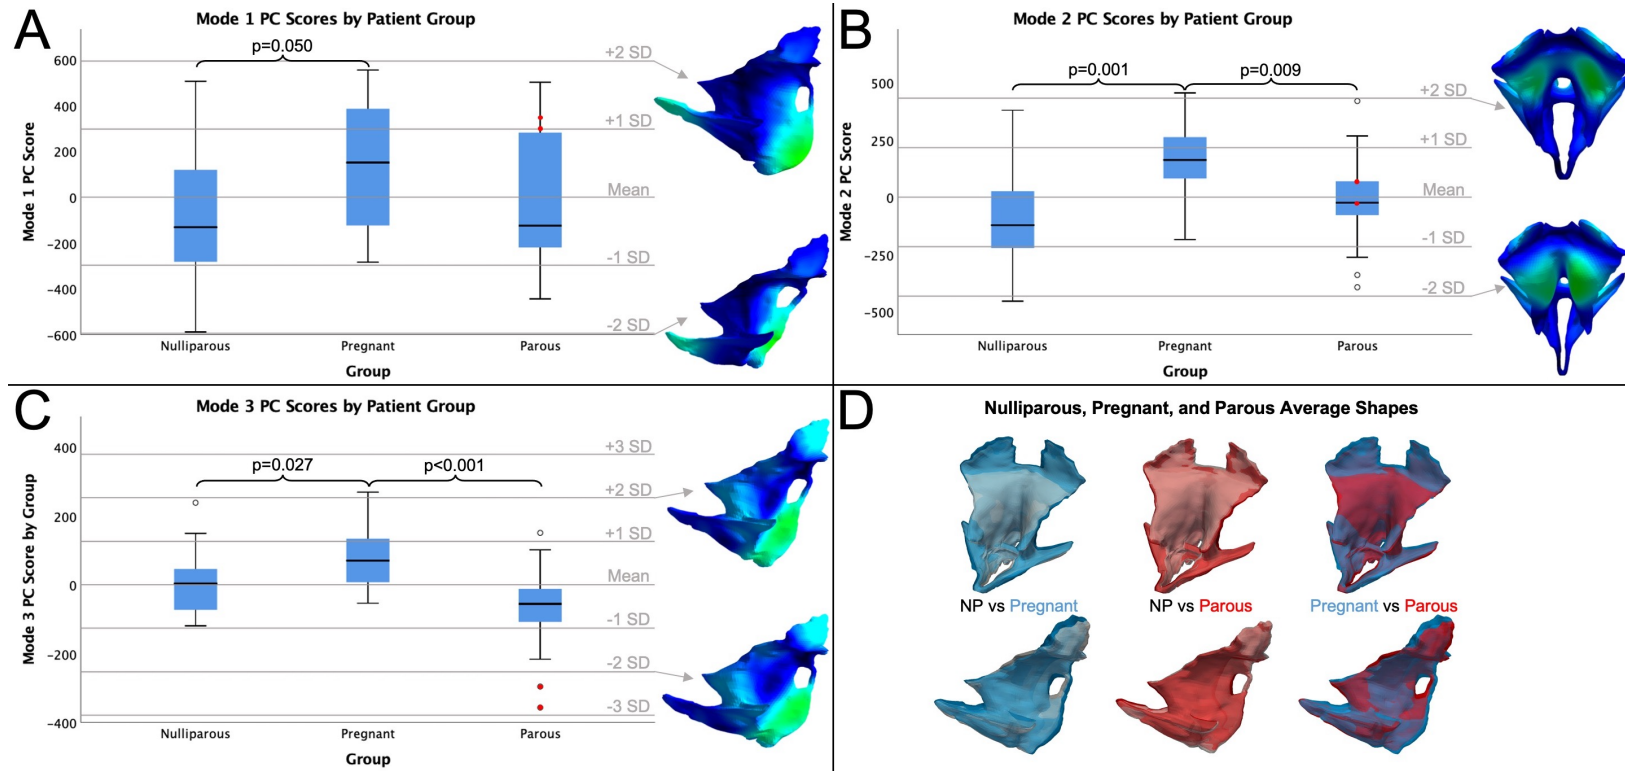 A
Mode 1 PC Scores by Patient Group
Mode 1 PC Score
600
400
200
0
−200
−400
−600
p=0.050
+2 SD
+1 SD
Mean
-1 SD
-2 SD
Nulliparous Pregnant Parous
Group
B
Mode 2 PC Scores by Patient Group
Mode 2 PC Score
500
250
0
−250
−500
p=0.001 p=0.009
+2 SD
+1 SD
Mean
-1 SD
-2 SD
Nulliparous Pregnant Parous
Group
C
Mode 3 PC Scores by Patient Group
Mode 3 PC Score by Group
400
200
0
−200
−400
p=0.027 p<0.001
+3 SD
+2 SD
+1 SD
Mean
-1 SD
-2 SD
-3 SD
Nulliparous Pregnant Parous
Group
D
Nulliparous, Pregnant, and Parous Average Shapes
NP vs Pregnant NP vs Parous Pregnant vs Parous